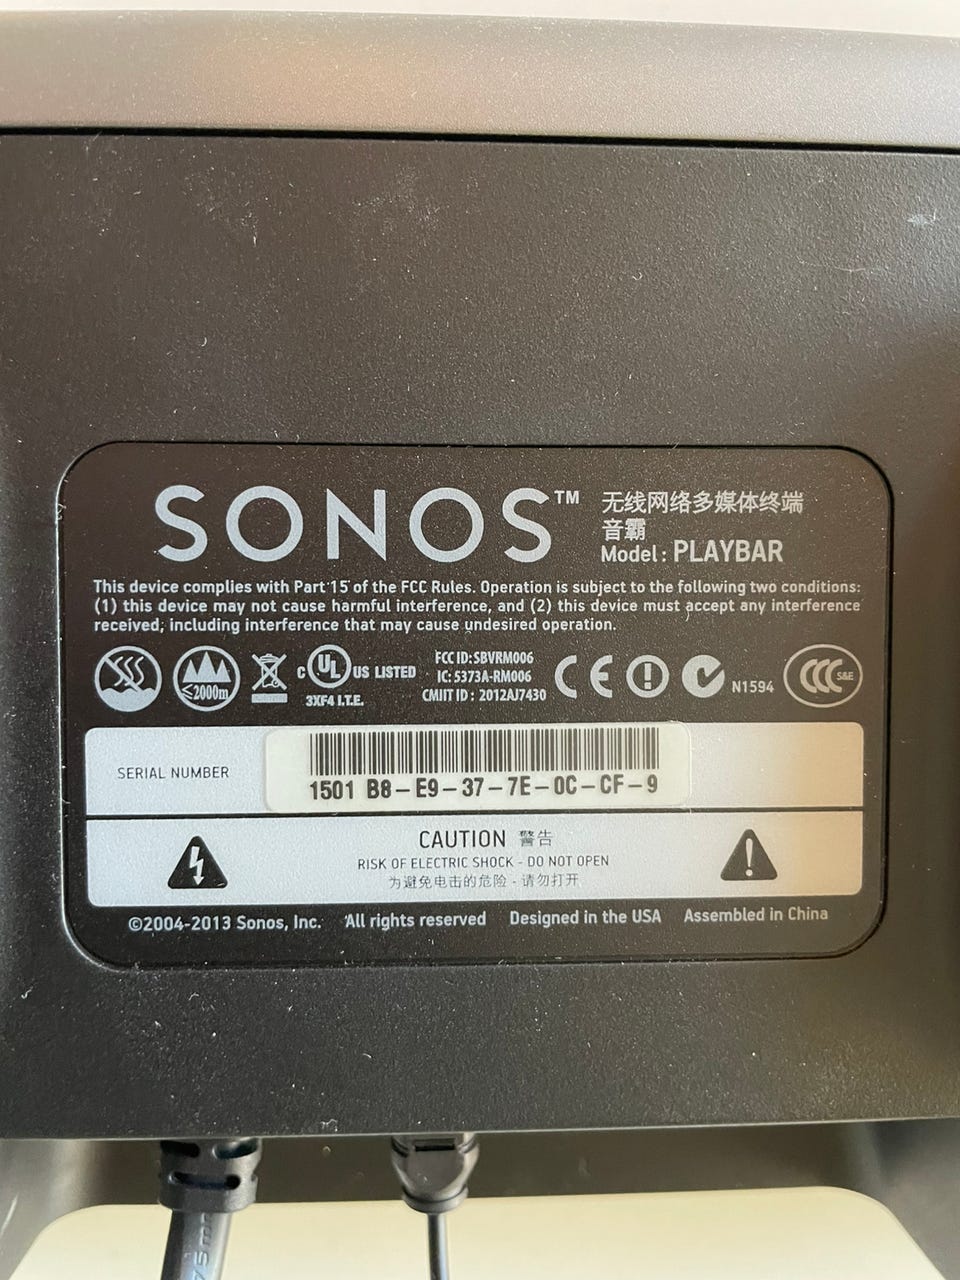 SONOS™
无线网络多媒体终端
音霸
Model: PLAYBAR
This device complies with Part 15 of the FCC Rules. Operation is subject to the following two conditions:
(1) this device may not cause harmful interference, and (2) this device must accept any interference
received, including interference that may cause undesired operation.
≤2000m
C UL US LISTED
3XF4 I.T.E.
FCC ID: SBVRM006
IC: 5373A-RM006
CMIIT ID: 2012AJ7430
CE
N1594
CCC S&E
SERIAL NUMBER
1501 B8-E9-37-7E-0C-CF-9
CAUTION 警告
RISK OF ELECTRIC SHOCK - DO NOT OPEN
为避免电击的危险 - 请勿打开
©2004-2013 Sonos, Inc. All rights reserved Designed in the USA Assembled in China